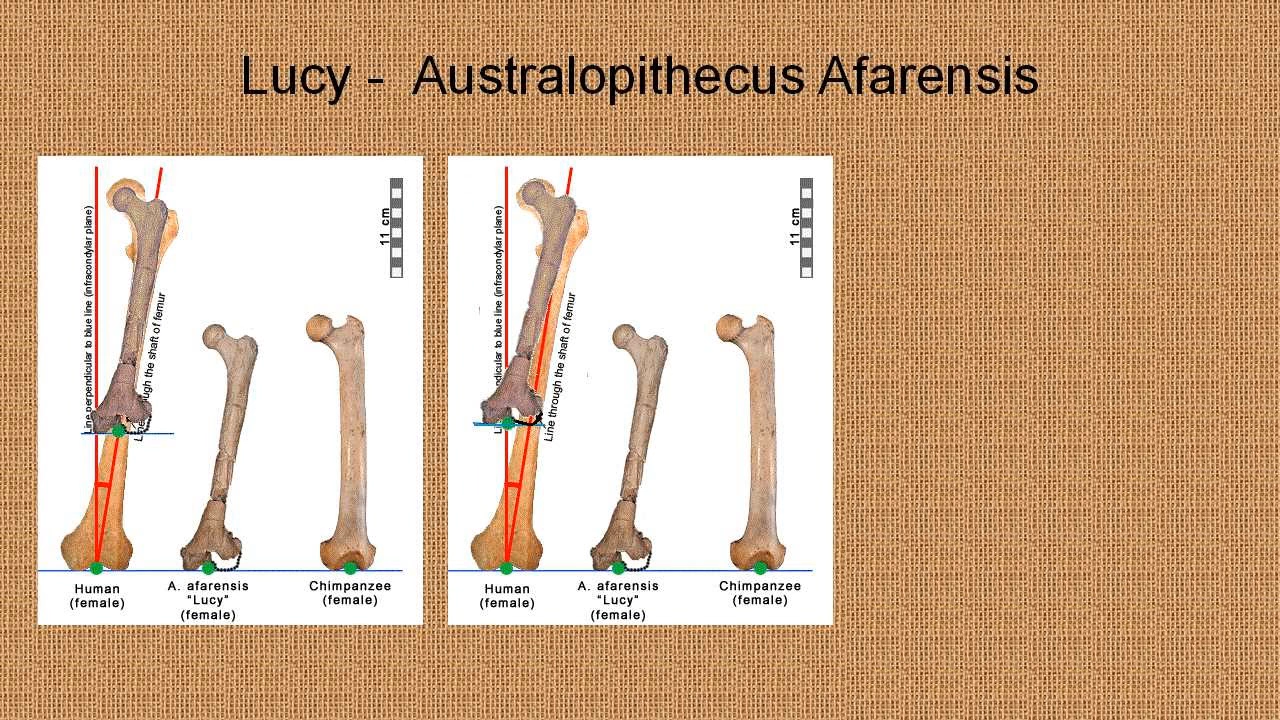 Lucy - Australopithecus Afarensis
Line perpendicular to blue line (infracondylar plane)
through the shaft of femur
11 cm
Human
(female)
A. afarensis
“Lucy”
(female)
Chimpanzee
(female)
to blue line (infracondylar plane)
Line through the shaft of femur
11 cm
Human
(female)
A. afarensis
“Lucy”
(female)
Chimpanzee
(female)